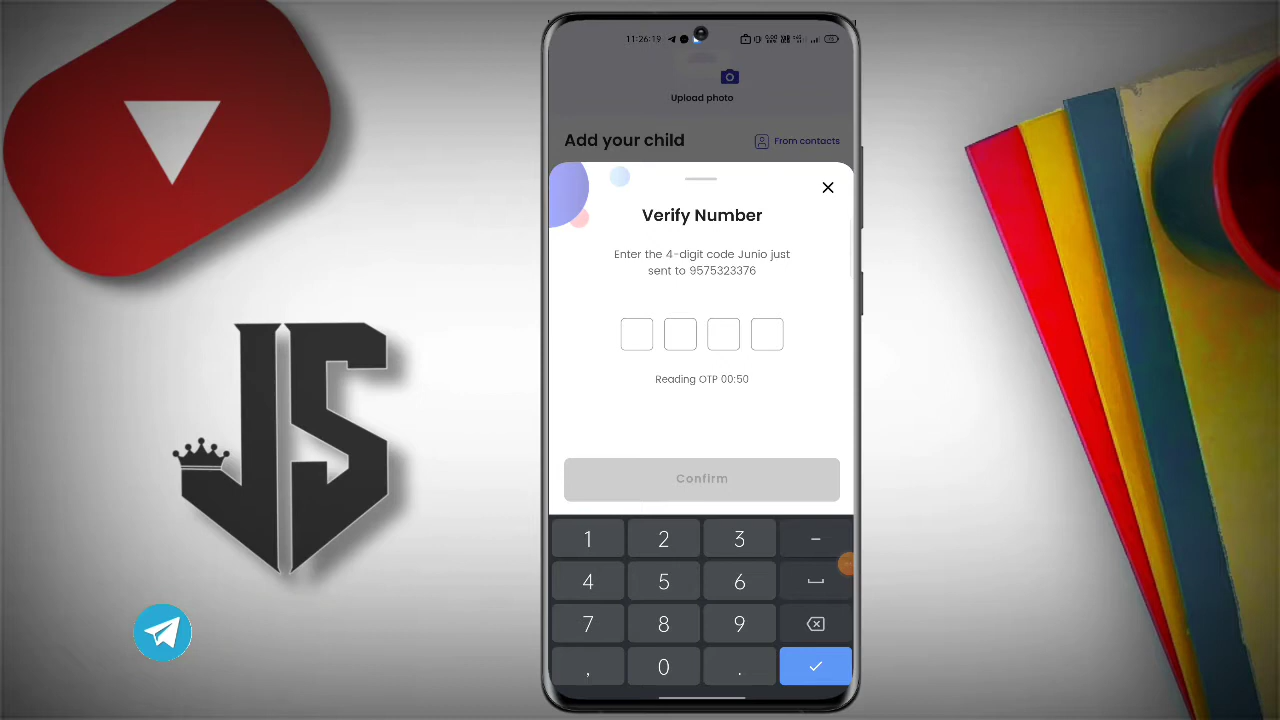 11:26:19
Upload photo
Add your child
From contacts
Verify Number
Enter the 4-digit code Junio just
sent to 9575323376
Reading OTP 00:50
Confirm
JS
1 2 3 -
4 5 6
7 8 9
, 0 .